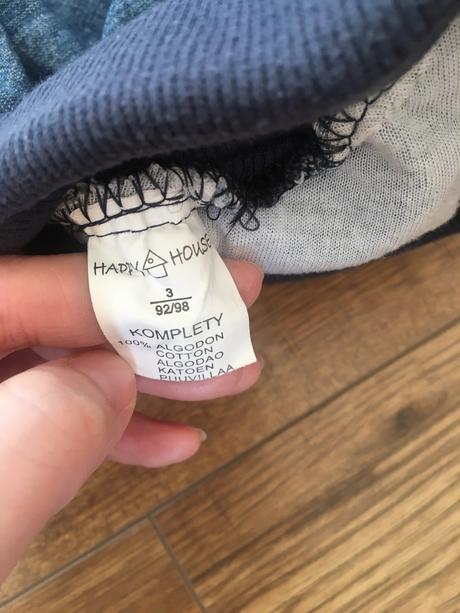 HAPPY HOUSE
3
92/98
KOMPLETY
100% ALGODON
COTTON
ALGODAO
KATOEN
PUUVILLAA